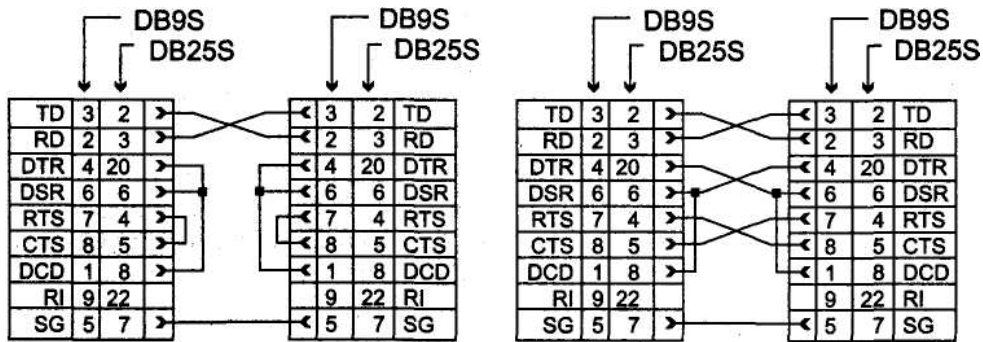 DB9S DB9S DB9S DB9S
DB25S DB25S DB25S DB25S
TD 3 2 3 2 TD TD 3 2 3 2 TD
RD 2 3 2 3 RD RD 2 3 2 3 RD
DTR 4 20 4 20 DTR DTR 4 20 4 20 DTR
DSR 6 6 6 6 DSR DSR 6 6 6 6 DSR
RTS 7 4 7 4 RTS RTS 7 4 7 4 RTS
CTS 8 5 8 5 CTS CTS 8 5 8 5 CTS
DCD 1 8 1 8 DCD DCD 1 8 1 8 DCD
RI 9 22 9 22 RI RI 9 22 9 22 RI
SG 5 7 5 7 SG SG 5 7 5 7 SG